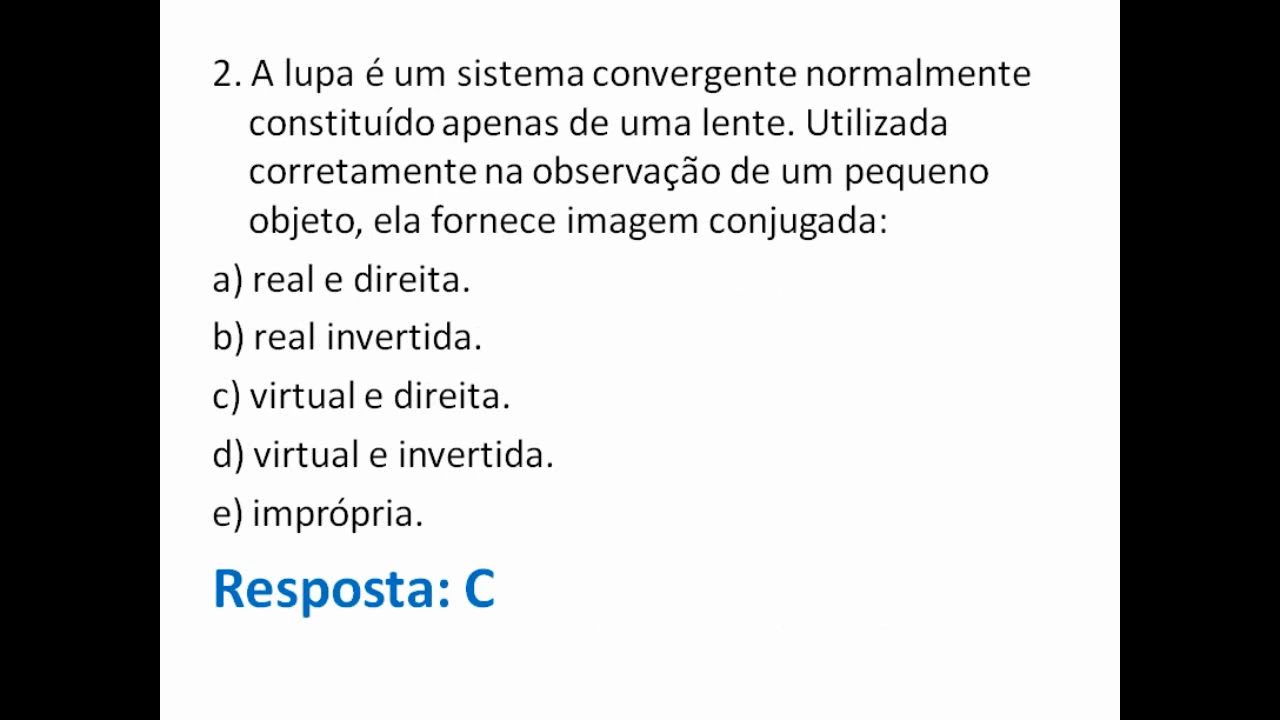 2. A lupa é um sistema convergente normalmente
constituído apenas de uma lente. Utilizada
corretamente na observação de um pequeno
objeto, ela fornece imagem conjugada:
a) real e direita.
b) real invertida.
c) virtual e direita.
d) virtual e invertida.
e) imprópria.
Resposta: C